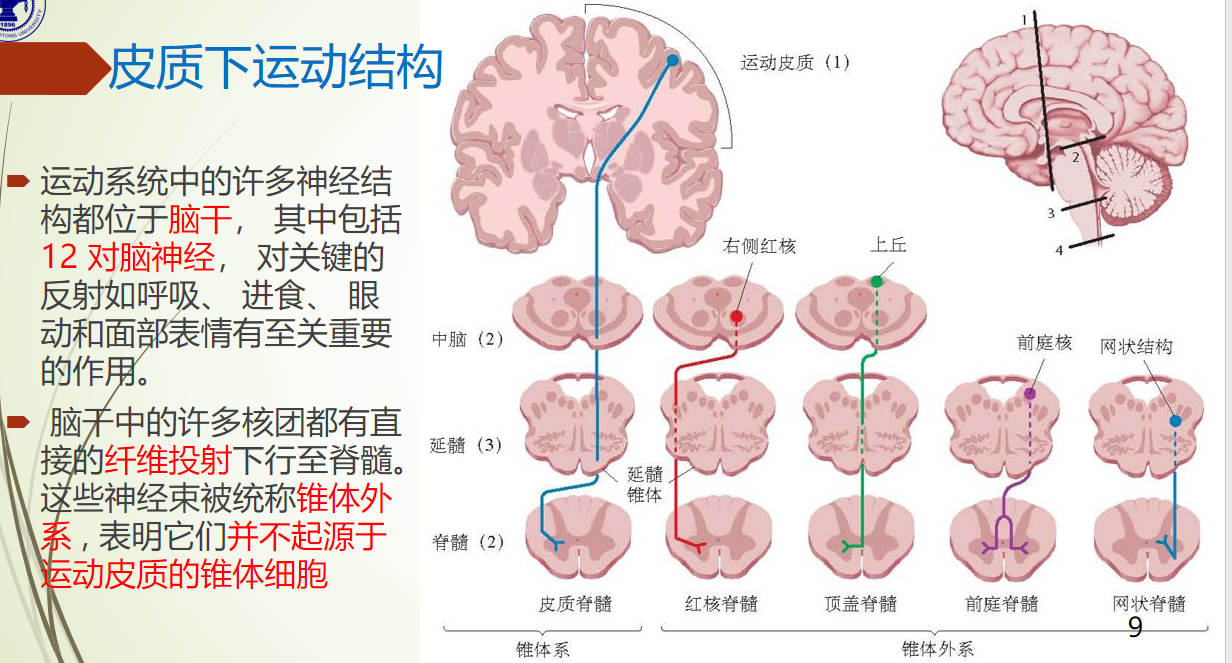 1896
皮质下运动结构
运动系统中的许多神经结
构都位于脑干, 其中包括
12 对脑神经, 对关键的
反射如呼吸、 进食、 眼
动和面部表情有至关重要
的作用。
脑干中的许多核团都有直
接的纤维投射下行至脊髓。
这些神经束被统称锥体外
系,表明它们并不起源于
运动皮质的锥体细胞
运动皮质(1)
1
2
3
4
右侧红核
上丘
中脑(2)
前庭核
网状结构
延髓(3)
延髓
锥体
脊髓(2)
皮质脊髓
红核脊髓
顶盖脊髓
前庭脊髓
网状脊髓
锥体系
锥体外系
9